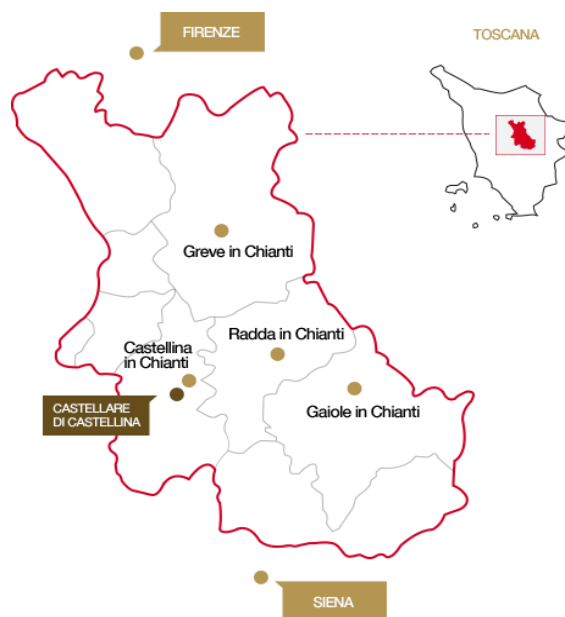 FIRENZE
TOSCANA
Greve in Chianti
Radda in Chianti
Castellina
in Chianti
CASTELLARE
DI CASTELLINA
Gaiole in Chianti
SIENA